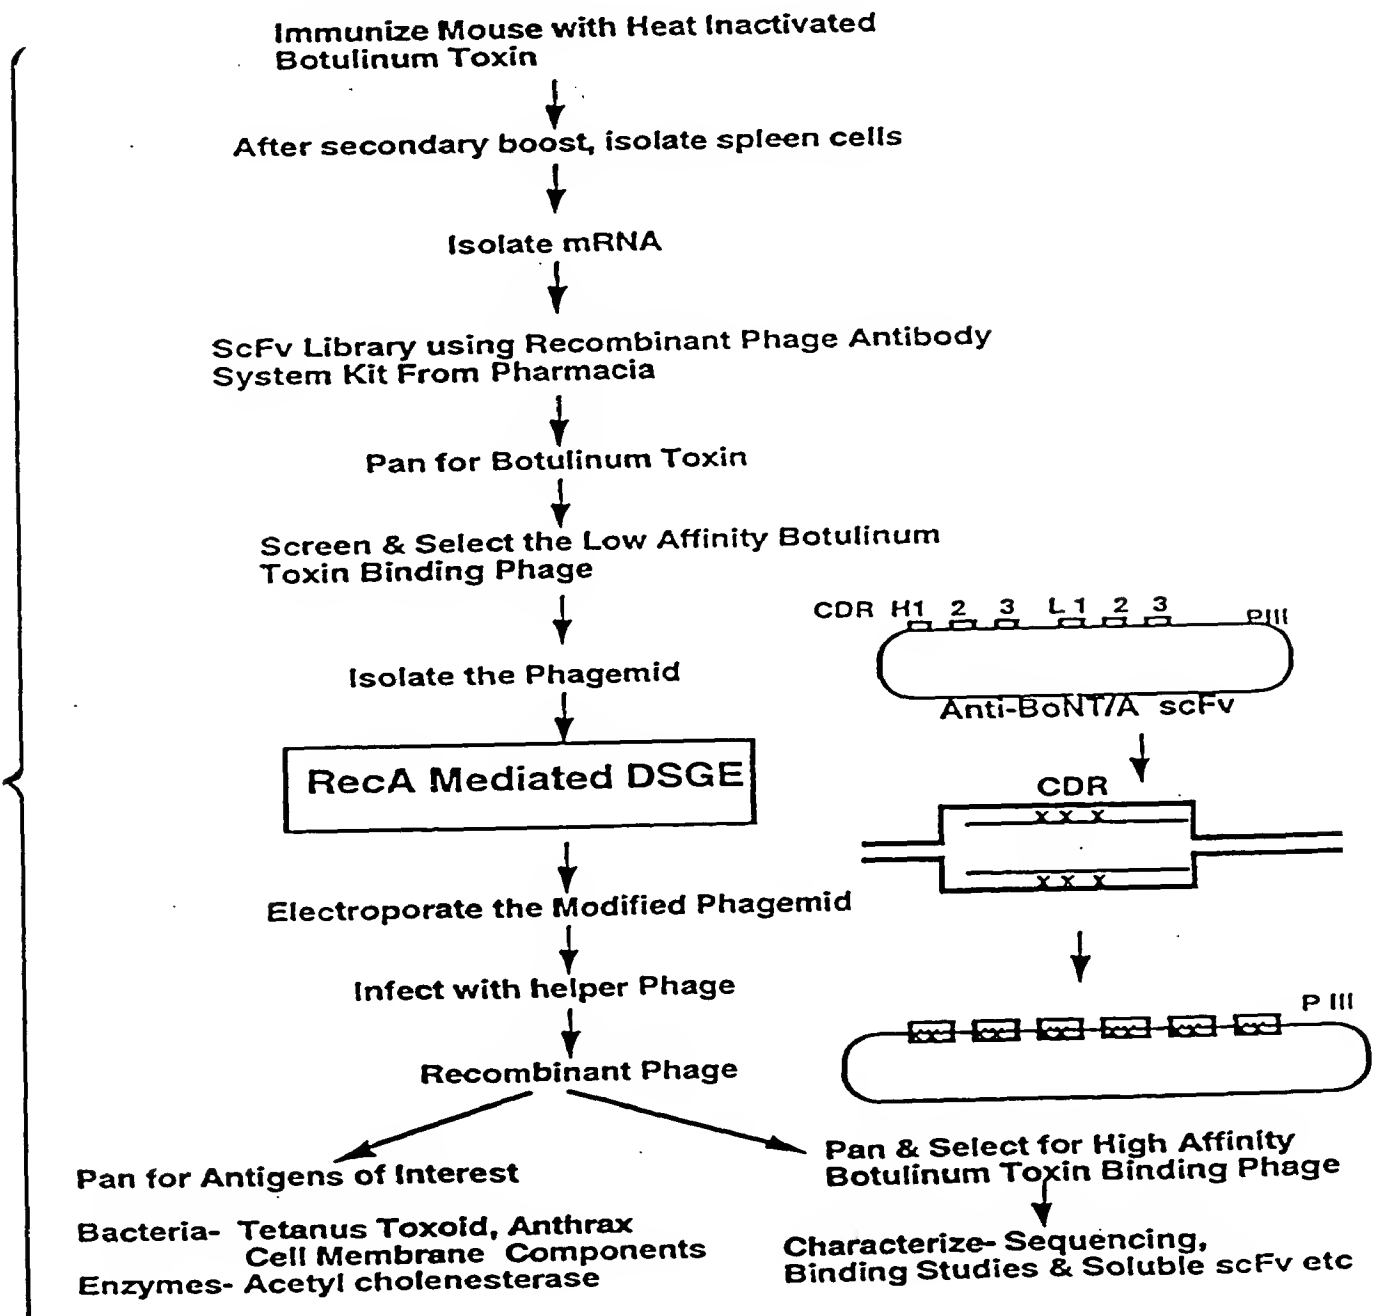 Immunize Mouse with Heat Inactivated
Botulinum Toxin
After secondary boost, isolate spleen cells
Isolate mRNA
ScFv Library using Recombinant Phage Antibody
System Kit From Pharmacia
Pan for Botulinum Toxin
Screen & Select the Low Affinity Botulinum
Toxin Binding Phage
Isolate the Phagemid
RecA Mediated DSGE
Electroporate the Modified Phagemid
Infect with helper Phage
Recombinant Phage
Pan for Antigens of Interest
Bacteria- Tetanus Toxoid, Anthrax
Cell Membrane Components
Enzymes- Acetyl cholenesterase
CDR H1 2 3 L1 2 3 PIII
Anti-BoNT/A scFv
CDR
x x x
x x x
P III
Pan & Select for High Affinity
Botulinum Toxin Binding Phage
Characterize- Sequencing,
Binding Studies & Soluble scFv etc